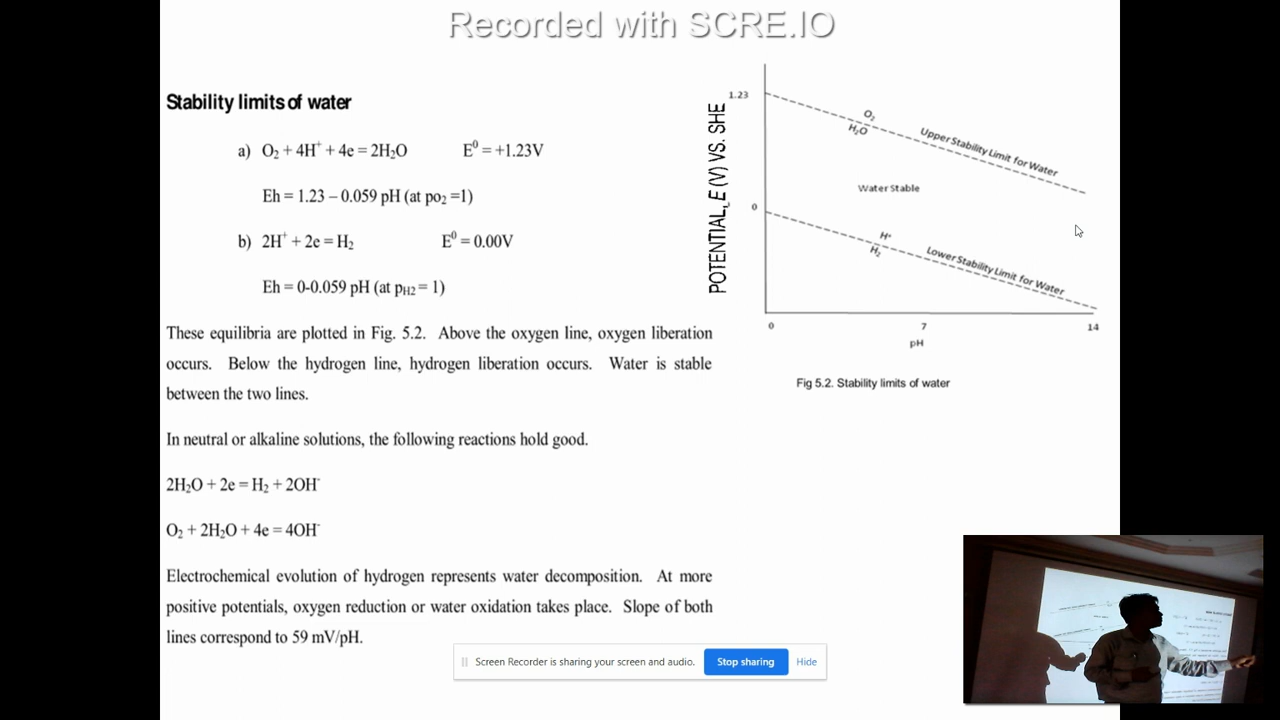 Recorded with SCRE.IO
Stability limits of water
a) O₂ + 4H⁺ + 4e = 2H₂O E⁰ = +1.23V
Eh = 1.23 – 0.059 pH (at po₂ =1)
b) 2H⁺ + 2e = H₂ E⁰ = 0.00V
Eh = 0-0.059 pH (at pH2 = 1)
These equilibria are plotted in Fig. 5.2. Above the oxygen line, oxygen liberation
occurs. Below the hydrogen line, hydrogen liberation occurs. Water is stable
between the two lines.
In neutral or alkaline solutions, the following reactions hold good.
2H₂O + 2e = H₂ + 2OH⁻
O₂ + 2H₂O + 4e = 4OH⁻
Electrochemical evolution of hydrogen represents water decomposition. At more
positive potentials, oxygen reduction or water oxidation takes place. Slope of both
lines correspond to 59 mV/pH.
POTENTIAL, E (V) VS. SHE
1.23
O₂
H₂O
Upper Stability Limit for Water
Water Stable
0
H⁺
H₂
Lower Stability Limit for Water
0 7 14
pH
Fig 5.2. Stability limits of water
Screen Recorder is sharing your screen and audio. Stop sharing Hide